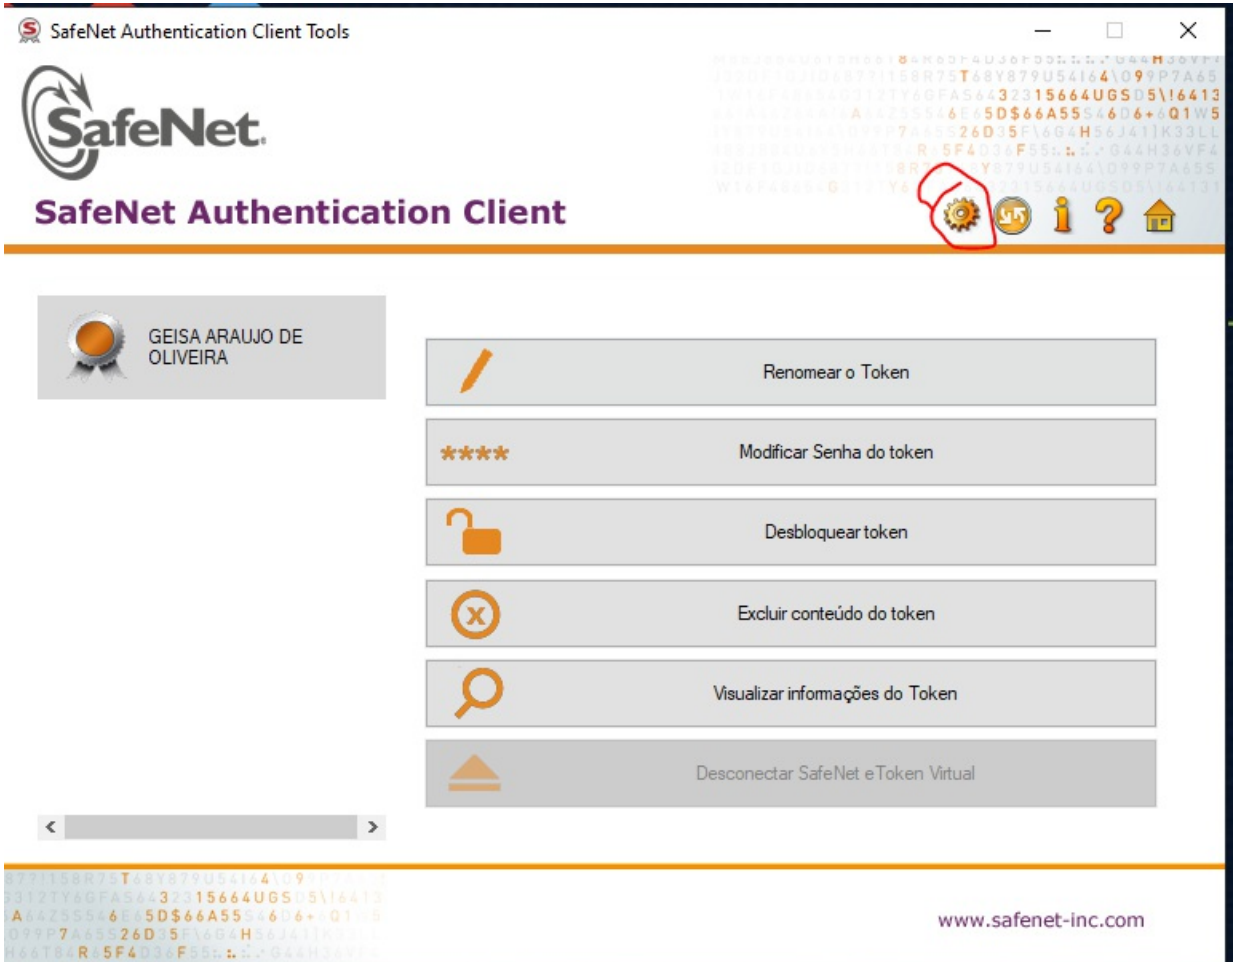 SafeNet Authentication Client Tools
SafeNet.
SafeNet Authentication Client
GEISA ARAUJO DE
OLIVEIRA
Renomear o Token
**** Modificar Senha do token
Desbloquear token
Excluir conteúdo do token
Visualizar informações do Token
Desconectar SafeNet eToken Virtual
www.safenet-inc.com